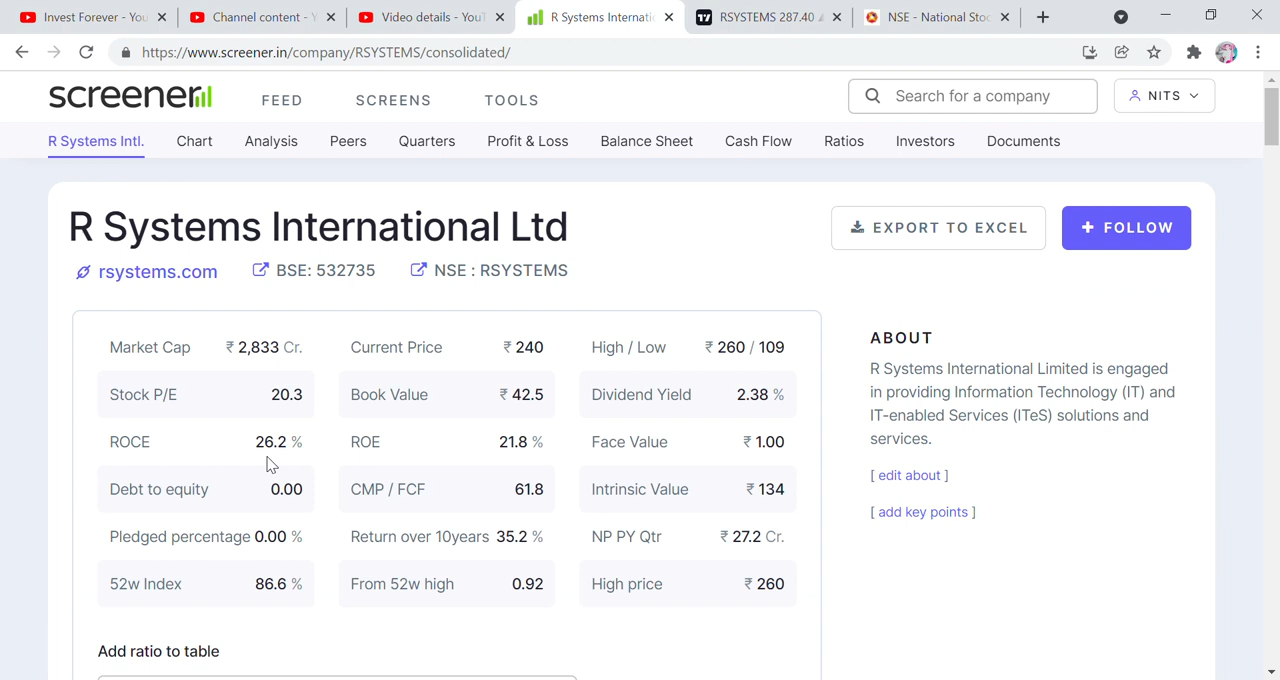 Invest Forever - You
Channel content - Y
Video details - YouT
R Systems Internatio
RSYSTEMS 287.40
NSE - National Stoc
https://www.screener.in/company/RSYSTEMS/consolidated/
screener
FEED
SCREENS
TOOLS
Search for a company
NITS
R Systems Intl.
Chart
Analysis
Peers
Quarters
Profit & Loss
Balance Sheet
Cash Flow
Ratios
Investors
Documents
R Systems International Ltd
EXPORT TO EXCEL
+ FOLLOW
rsystems.com
BSE: 532735
NSE : RSYSTEMS
Market Cap ₹ 2,833 Cr.
Current Price ₹ 240
High / Low ₹ 260 / 109
Stock P/E 20.3
Book Value ₹ 42.5
Dividend Yield 2.38 %
ROCE 26.2 %
ROE 21.8 %
Face Value ₹ 1.00
Debt to equity 0.00
CMP / FCF 61.8
Intrinsic Value ₹ 134
Pledged percentage 0.00 %
Return over 10years 35.2 %
NP PY Qtr ₹ 27.2 Cr.
52w Index 86.6 %
From 52w high 0.92
High price ₹ 260
Add ratio to table
ABOUT
R Systems International Limited is engaged
in providing Information Technology (IT) and
IT-enabled Services (ITeS) solutions and
services.
[ edit about ]
[ add key points ]